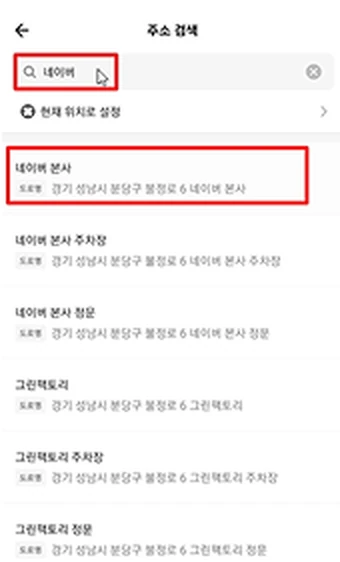 주소 검색
네이버
현재 위치로 설정
네이버 본사
도로명 경기 성남시 분당구 불정로 6 네이버 본사
네이버 본사 주차장
도로명 경기 성남시 분당구 불정로 6 네이버 본사 주차장
네이버 본사 정문
도로명 경기 성남시 분당구 불정로 6 네이버 본사 정문
그린팩토리
도로명 경기 성남시 분당구 불정로 6 그린팩토리
그린팩토리 주차장
도로명 경기 성남시 분당구 불정로 6 그린팩토리 주차장
그린팩토리 정문
도로명 경기 성남시 분당구 불정로 6 그린팩토리 정문